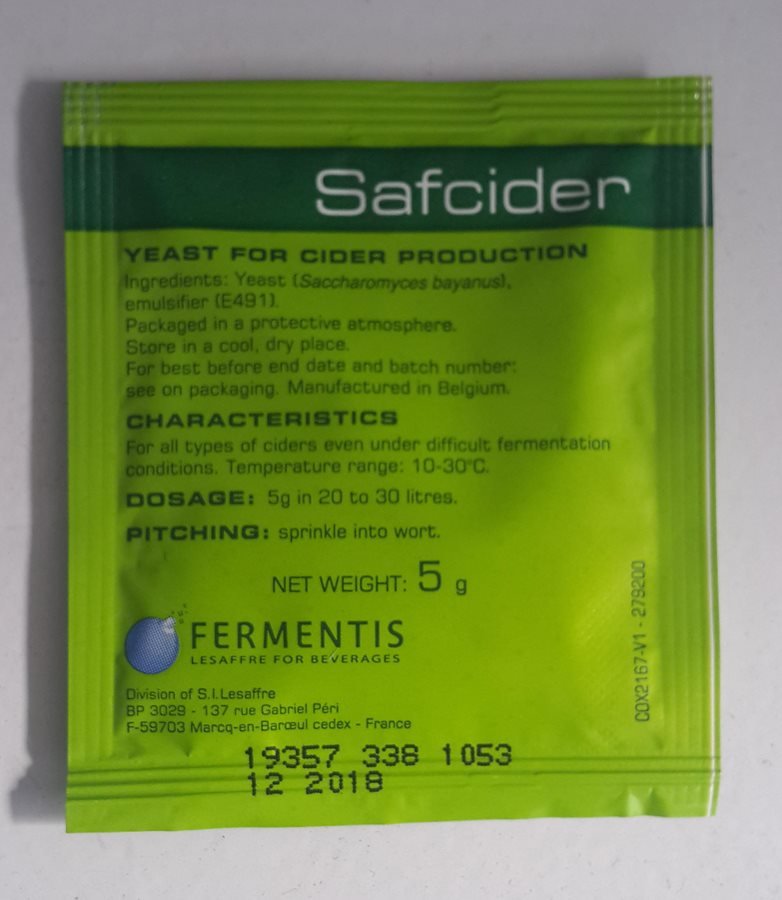 Safcider
YEAST FOR CIDER PRODUCTION
Ingredients: Yeast (Saccharomyces bayanus),
emulsifier (E491).
Packaged in a protective atmosphere.
Store in a cool, dry place.
For best before end date and batch number:
see on packaging. Manufactured in Belgium.
CHARACTERISTICS
For all types of ciders even under difficult fermentation
conditions. Temperature range: 10-30°C.
DOSAGE: 5g in 20 to 30 litres.
PITCHING: sprinkle into wort.
NET WEIGHT: 5 g
FERMENTIS
LESAFFRE FOR BEVERAGES
Division of S.I.Lesaffre
BP 3029 - 137 rue Gabriel Péri
F-59703 Marcq-en-Barœul cedex - France
COX2167-V1 - 279200
19357 338 1053
12 2018